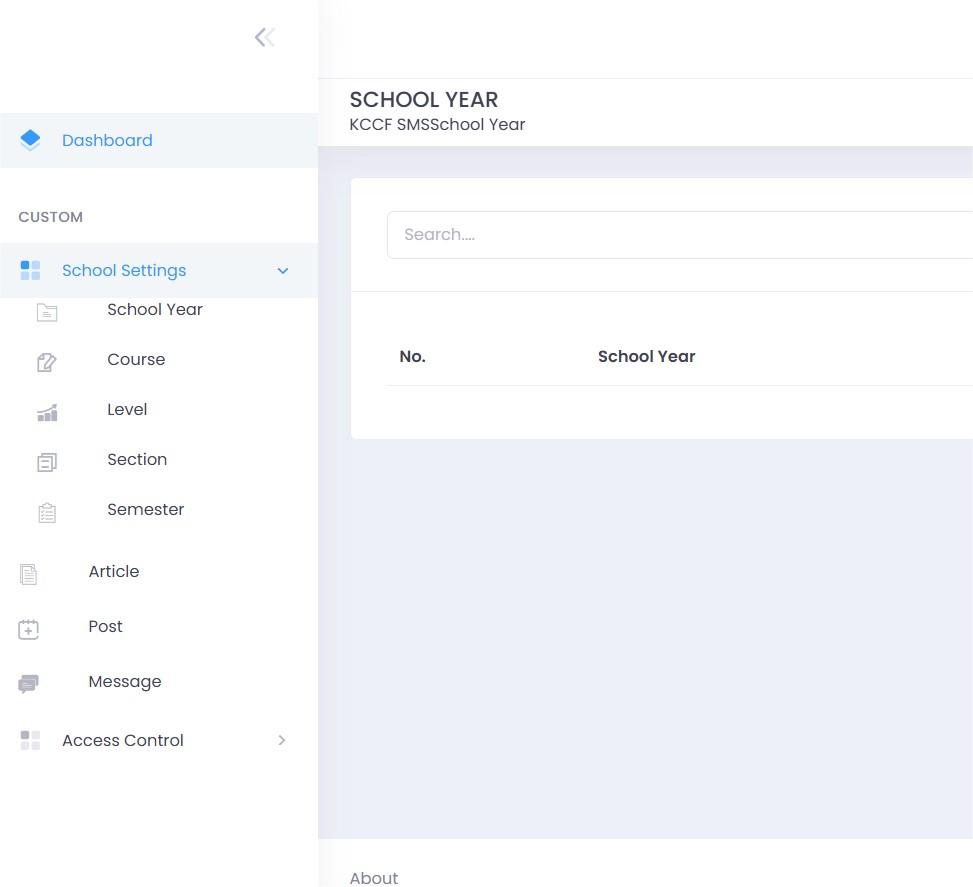 Dashboard
CUSTOM
School Settings
School Year
Course
Level
Section
Semester
Article
Post
Message
Access Control
SCHOOL YEAR
KCCF SMSSchool Year
Search....
No. School Year
About